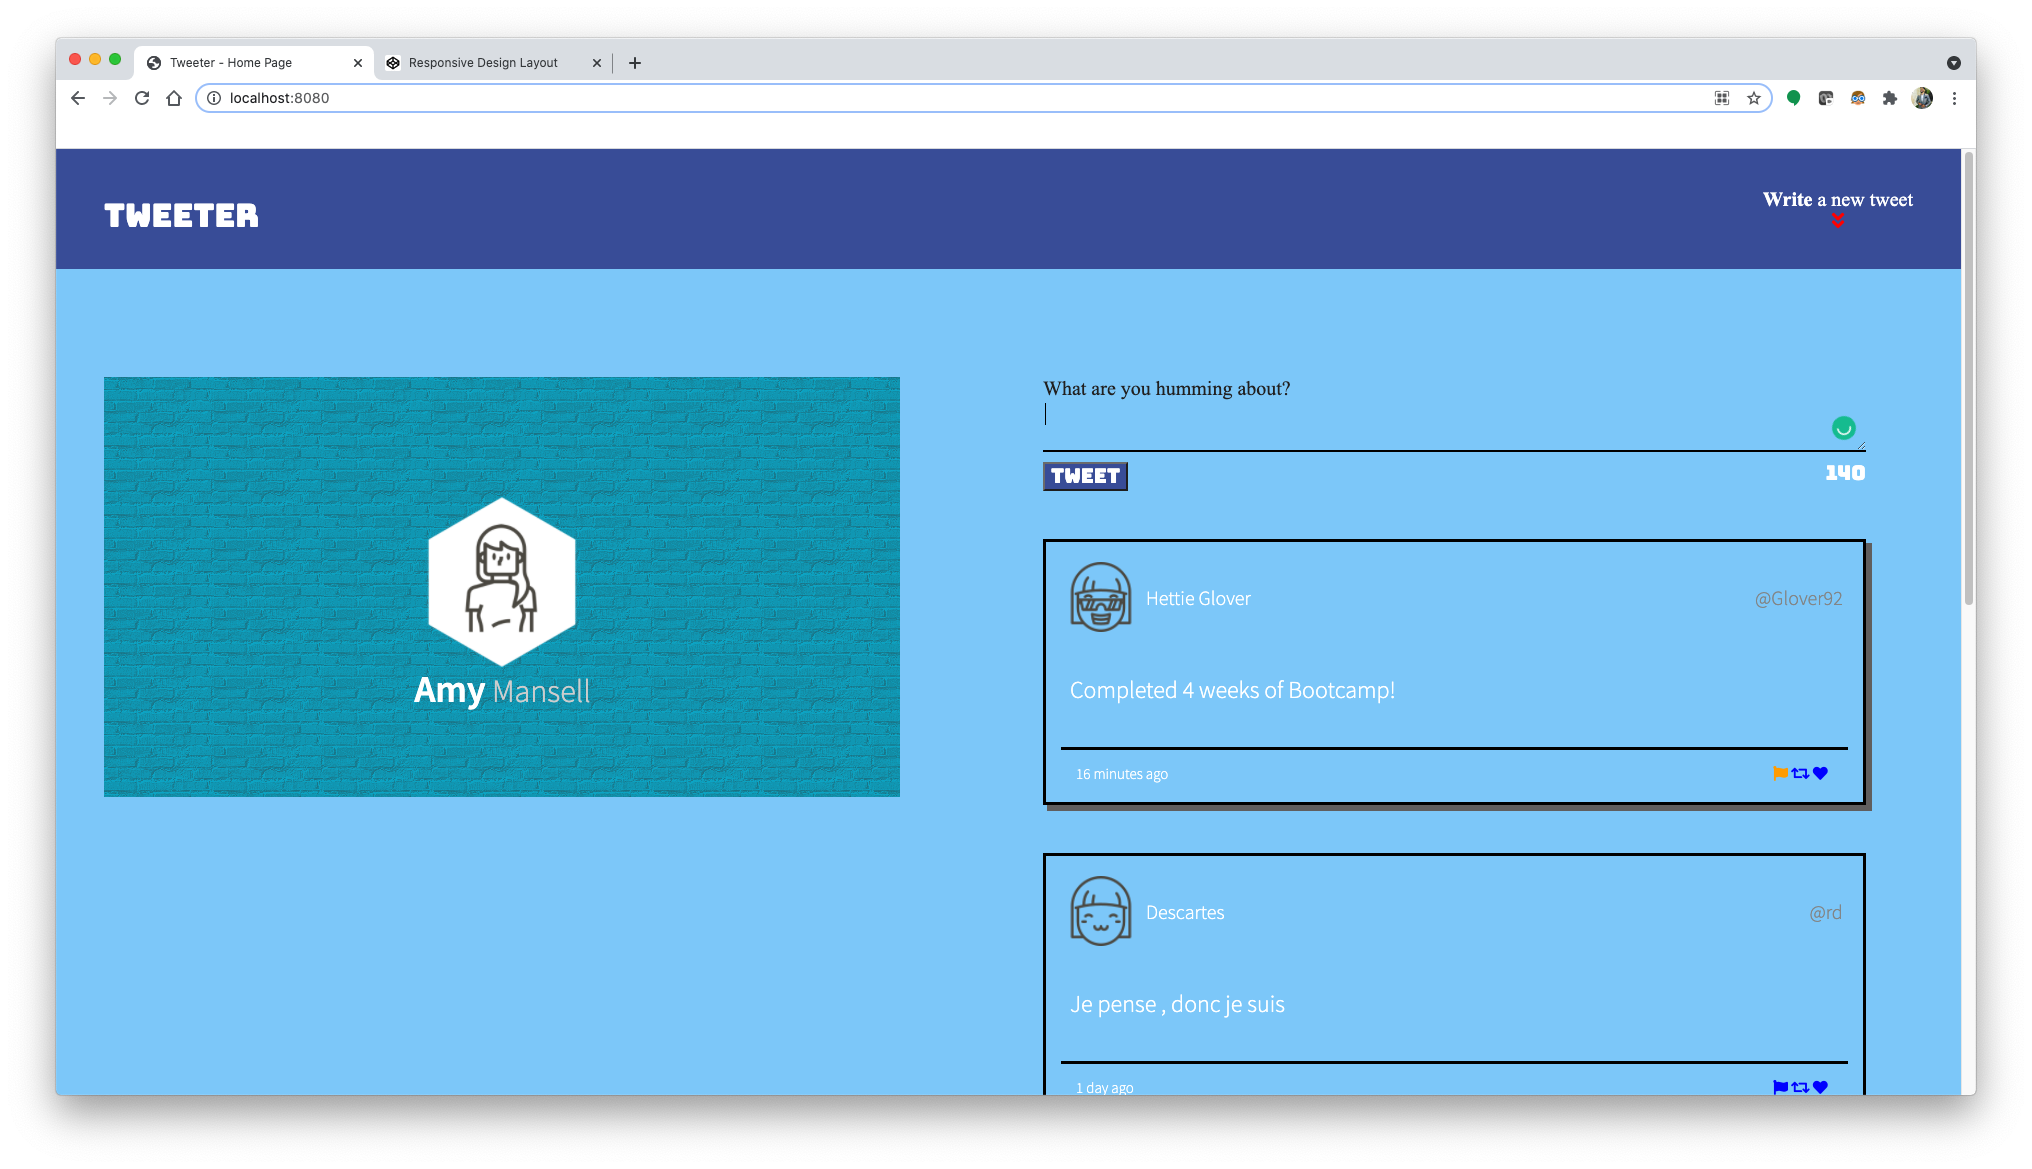 Tweeter - Home Page
Responsive Design Layout
localhost:8080
TWEETER
Write a new tweet
Amy Mansell
What are you humming about?
TWEET
140
Hettie Glover
@Glover92
Completed 4 weeks of Bootcamp!
16 minutes ago
Descartes
@rd
Je pense , donc je suis
1 day ago